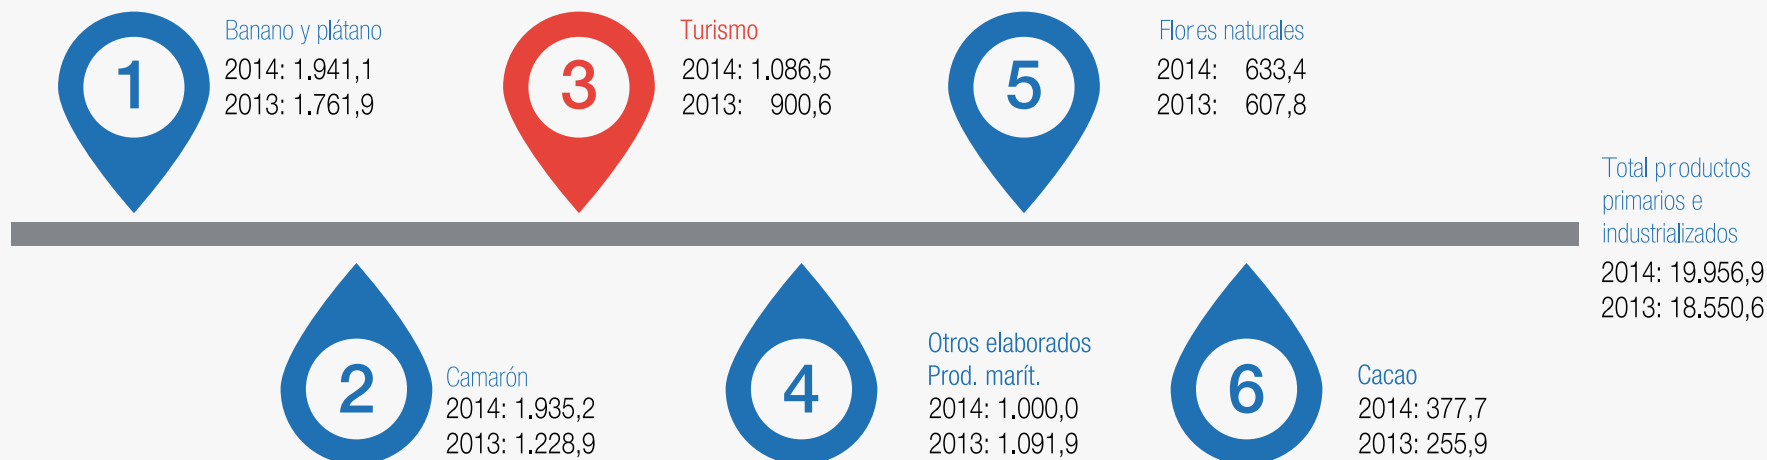 1
Banano y plátano
2014: 1.941,1
2013: 1.761,9
2
Camarón
2014: 1.935,2
2013: 1.228,9
3
Turismo
2014: 1.086,5
2013: 900,6
4
Otros elaborados
Prod. marít.
2014: 1.000,0
2013: 1.091,9
5
Flores naturales
2014: 633,4
2013: 607,8
6
Cacao
2014: 377,7
2013: 255,9
Total productos
primarios e
industrializados
2014: 19.956,9
2013: 18.550,6